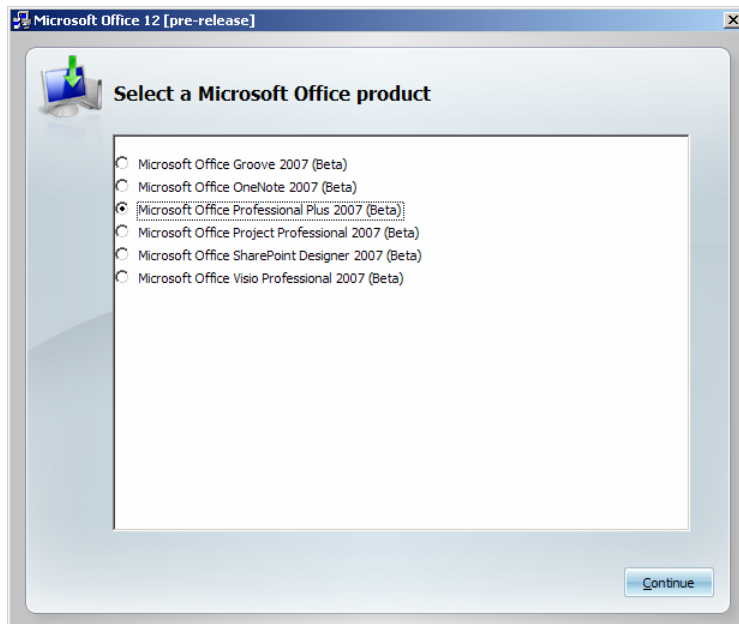 Microsoft Office 12 [pre-release]
Select a Microsoft Office product
Microsoft Office Groove 2007 (Beta)
Microsoft Office OneNote 2007 (Beta)
Microsoft Office Professional Plus 2007 (Beta)
Microsoft Office Project Professional 2007 (Beta)
Microsoft Office SharePoint Designer 2007 (Beta)
Microsoft Office Visio Professional 2007 (Beta)
Continue